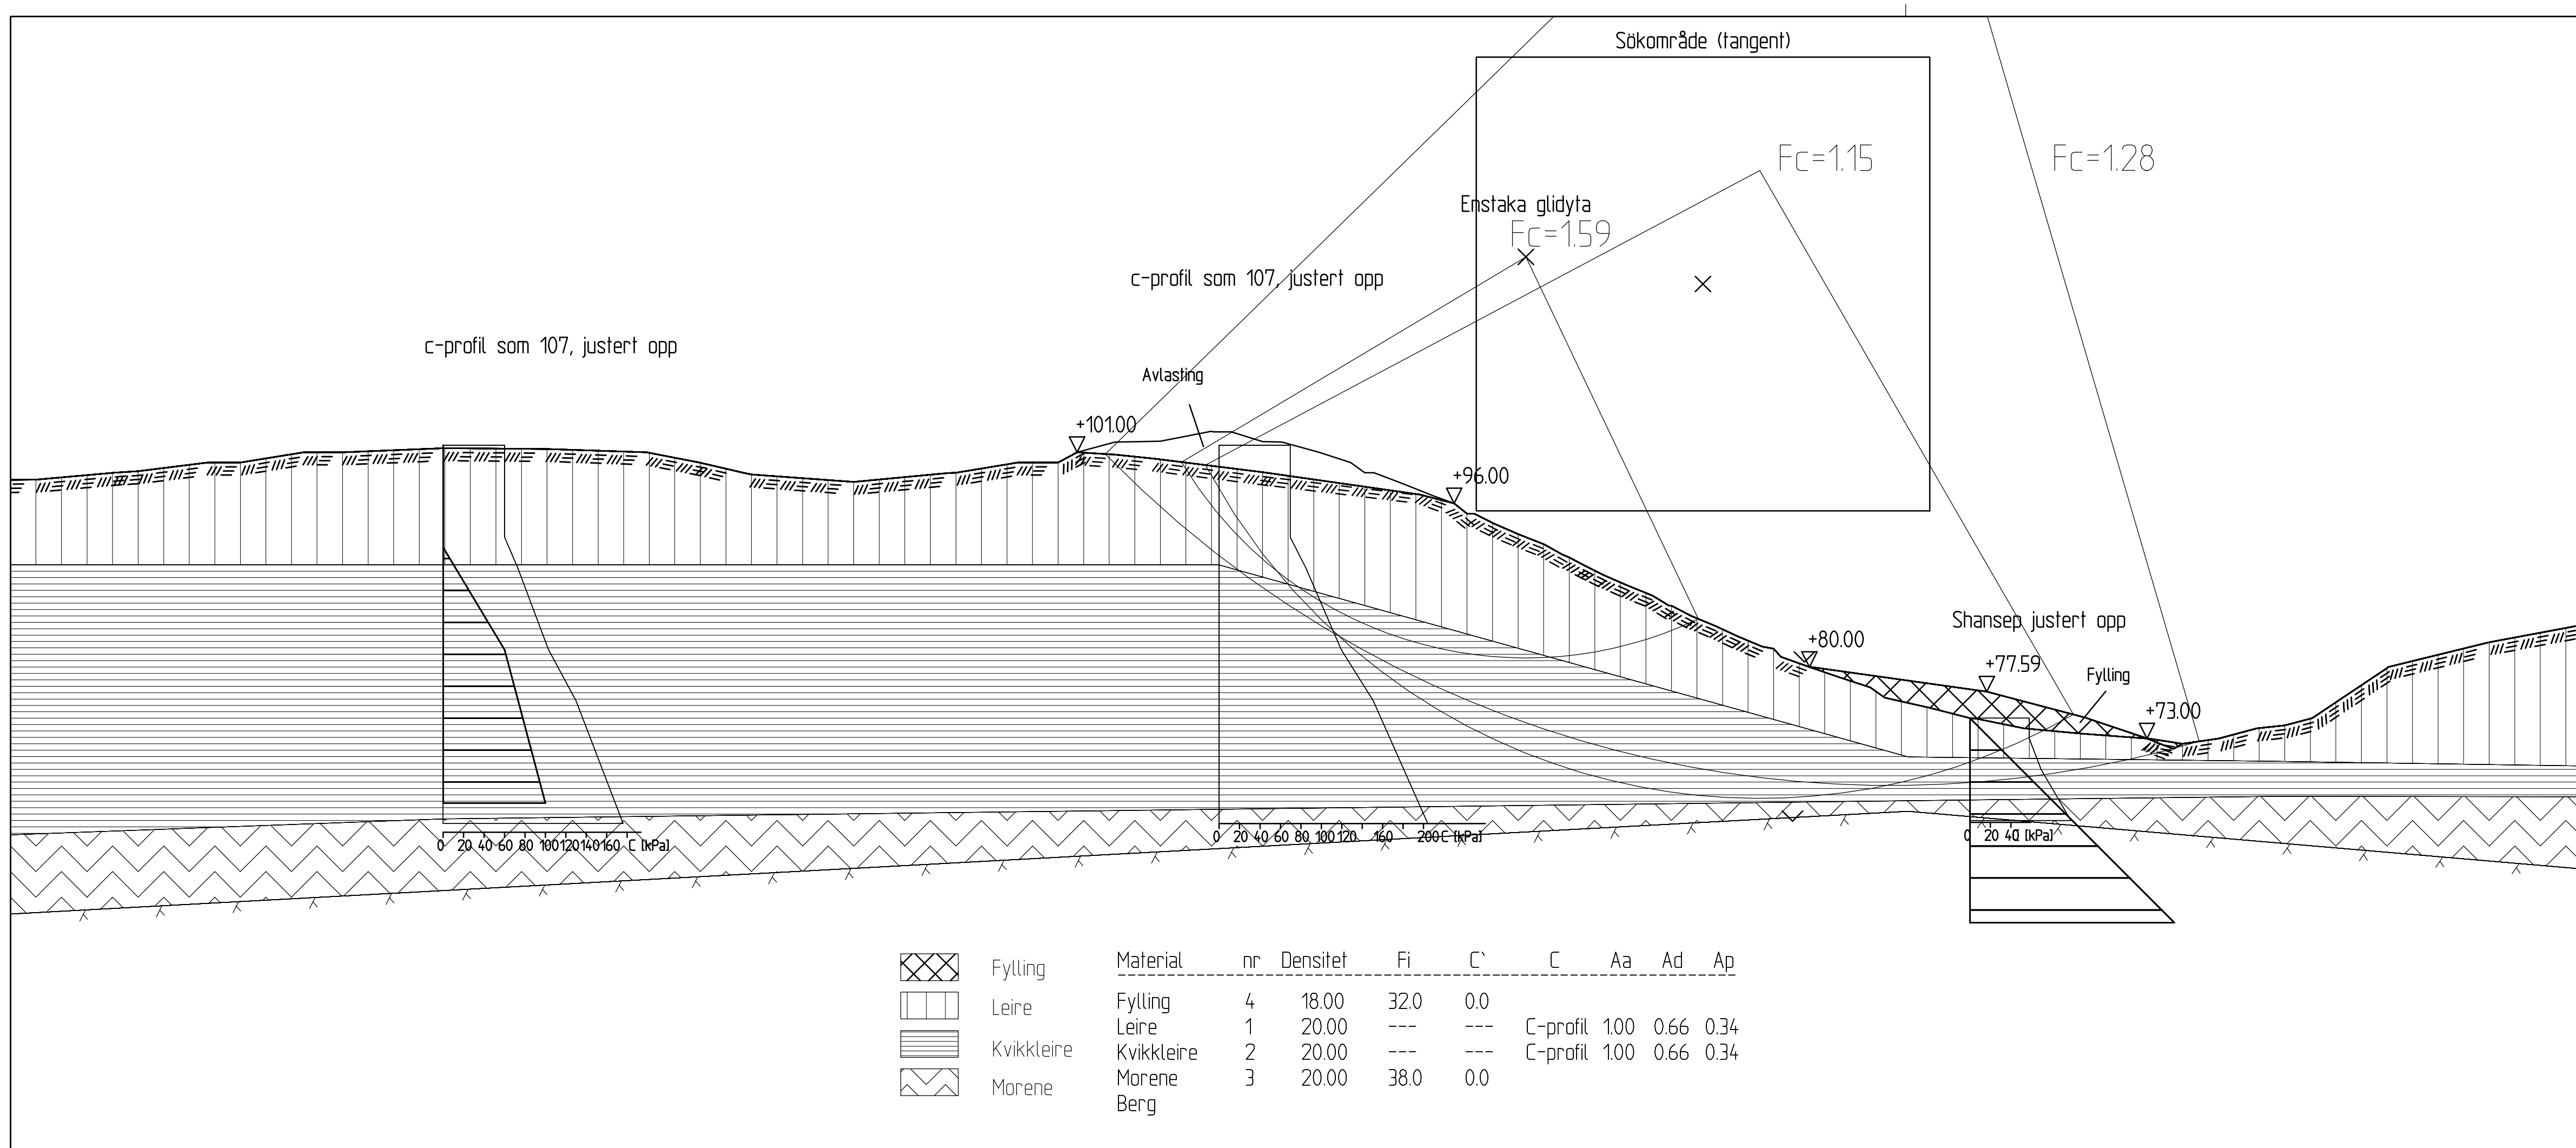 Sökområde (tangent)
Fc=1.15
Fc=1.28
Enstaka glidyta
Fc=1.59
c-profil som 107, justert opp
c-profil som 107, justert opp
Avlasting
+101.00
+96.00
Shansep justert opp
+80.00
+77.59
Fylling
+73.00
0 20 40 60 80 100 120 140 160 C [kPa]
0 20 40 60 80 100 120 160 200 C [kPa]
0 20 40 C [kPa]
Fylling
Leire
Kvikkleire
Morene
Material nr Densitet Fi C` C Aa Ad Ap
Fylling 4 18.00 32.0 0.0
Leire 1 20.00 --- --- C-profil 1.00 0.66 0.34
Kvikkleire 2 20.00 --- --- C-profil 1.00 0.66 0.34
Morene 3 20.00 38.0 0.0
Berg